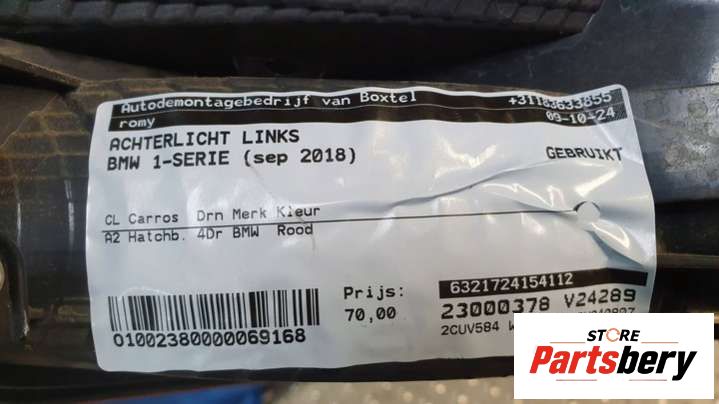 Autodemontagebedrijf van Boxtel +31183633855
romy 09-10-24
ACHTERLICHT LINKS
BMW 1-SERIE (sep 2018) GEBRUIKT
CL Carros Drn Merk Kleur
A2 Hatchb. 4Dr BMW Rood
6321724154112
Prijs: 23000378 V24289
70,00 2CUV584
01002380000069168
STORE
Partsbery